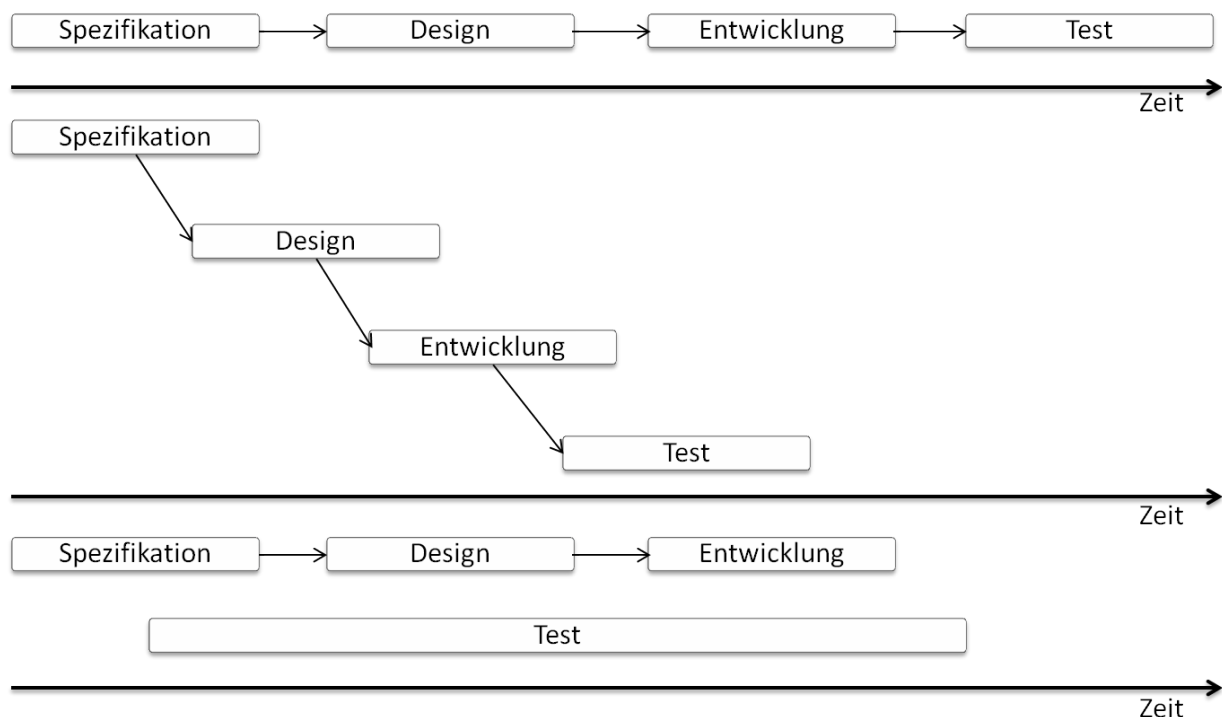 Spezifikation Design Entwicklung Test
Zeit
Spezifikation
Design
Entwicklung
Test
Zeit
Spezifikation Design Entwicklung
Test
Zeit